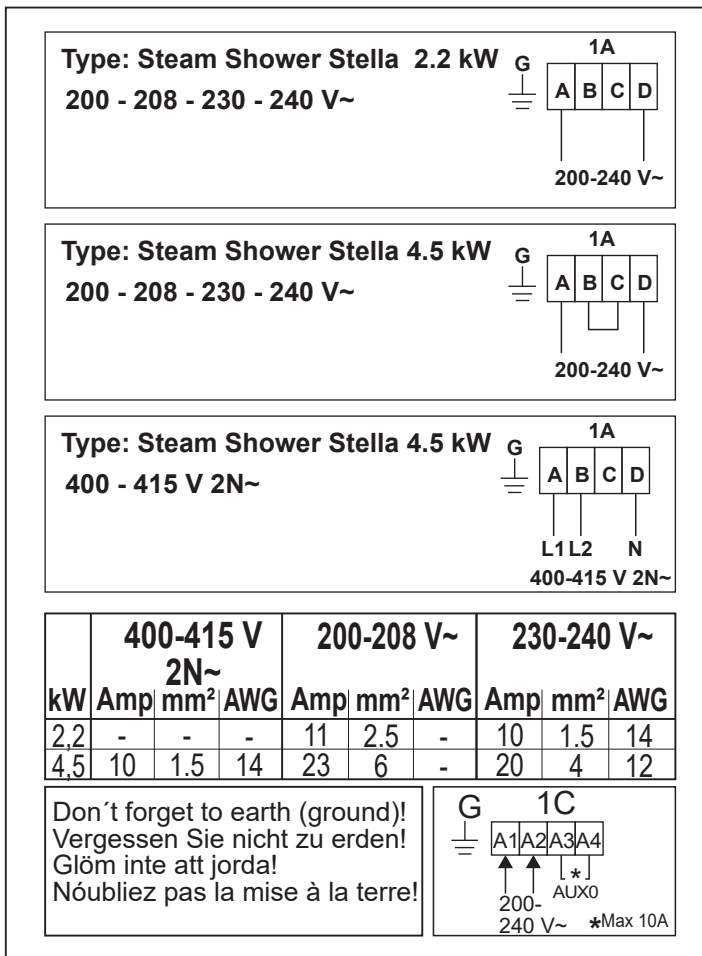 Type: Steam Shower Stella 2.2 kW
200 - 208 - 230 - 240 V~
G
1A
A B C D
200-240 V~
Type: Steam Shower Stella 4.5 kW
200 - 208 - 230 - 240 V~
G
1A
A B C D
200-240 V~
Type: Steam Shower Stella 4.5 kW
400 - 415 V 2N~
G
1A
A B C D
L1 L2 N
400-415 V 2N~
400-415 V 200-208 V~ 230-240 V~
2N~
kW Amp mm² AWG Amp mm² AWG Amp mm² AWG
2,2 - - - 11 2.5 - 10 1.5 14
4,5 10 1.5 14 23 6 - 20 4 12
Don´t forget to earth (ground)!
Vergessen Sie nicht zu erden!
Glöm inte att jorda!
Nóubliez pas la mise à la terre!
G 1C
A1 A2 A3 A4
*
AUX0
200-
240 V~ *Max 10A